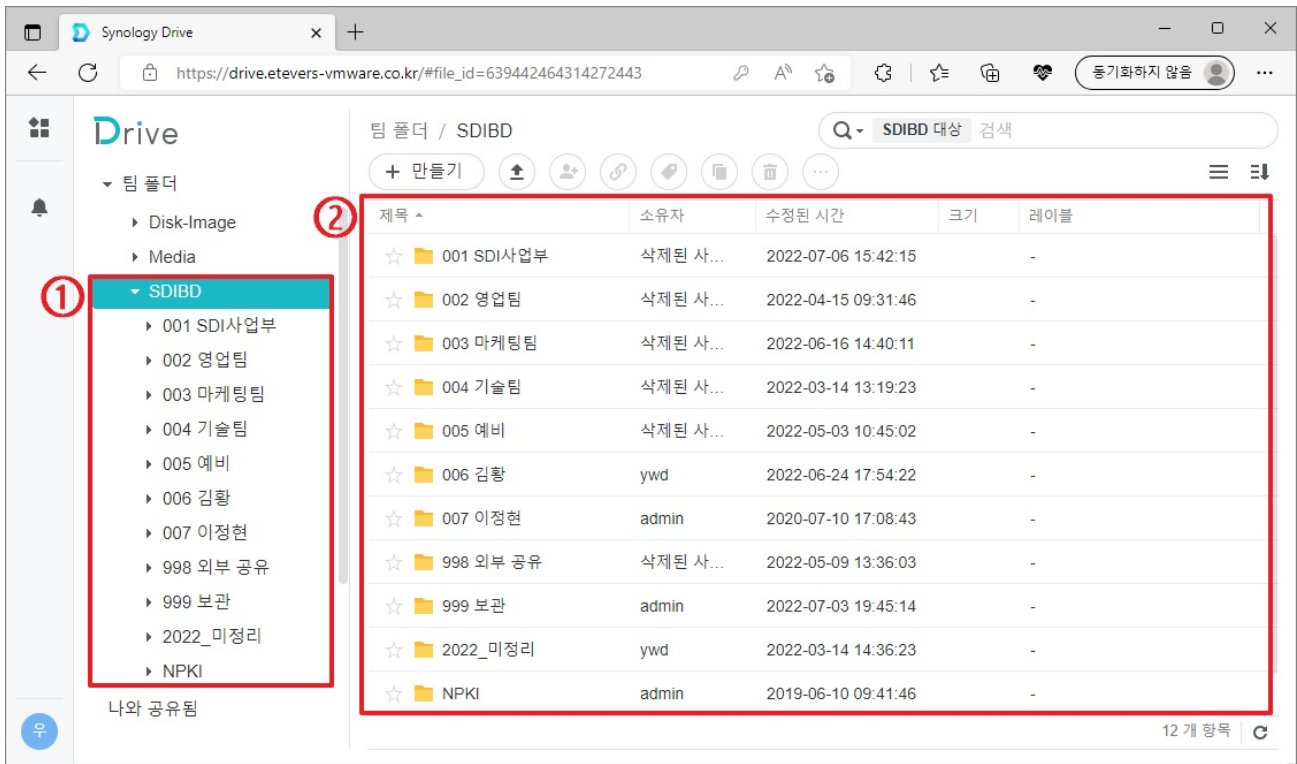 Synology Drive
https://drive.etevers-vmware.co.kr/#file_id=639442464314272443
동기화하지 않음
Drive
팀 폴더
Disk-Image
Media
①
SDIBD
001 SDI사업부
002 영업팀
003 마케팅팀
004 기술팀
005 예비
006 김황
007 이정현
998 외부 공유
999 보관
2022_미정리
NPKI
나와 공유됨
우
팀 폴더 / SDIBD
SDIBD 대상 검색
+ 만들기
②
제목 소유자 수정된 시간 크기 레이블
001 SDI사업부 삭제된 사... 2022-07-06 15:42:15 -
002 영업팀 삭제된 사... 2022-04-15 09:31:46 -
003 마케팅팀 삭제된 사... 2022-06-16 14:40:11 -
004 기술팀 삭제된 사... 2022-03-14 13:19:23 -
005 예비 삭제된 사... 2022-05-03 10:45:02 -
006 김황 ywd 2022-06-24 17:54:22 -
007 이정현 admin 2020-07-10 17:08:43 -
998 외부 공유 삭제된 사... 2022-05-09 13:36:03 -
999 보관 admin 2022-07-03 19:45:14 -
2022_미정리 ywd 2022-03-14 14:36:23 -
NPKI admin 2019-06-10 09:41:46 -
12 개 항목